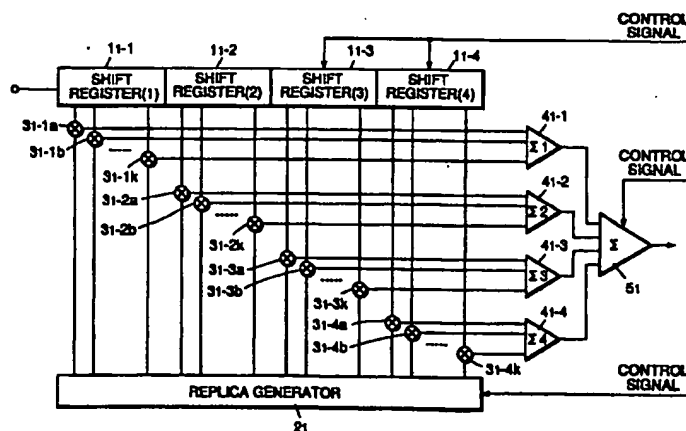 CONTROL
SIGNAL
11-1
11-2
11-3
11-4
SHIFT
REGISTER(1)
SHIFT
REGISTER(2)
SHIFT
REGISTER(3)
SHIFT
REGISTER(4)
31-1a
31-1b
31-1k
31-2a
31-2b
31-2k
31-3a
31-3b
31-3k
31-4a
31-4b
31-4k
41-1
Σ1
41-2
Σ2
41-3
Σ3
41-4
Σ4
CONTROL
SIGNAL
Σ
51
CONTROL
SIGNAL
REPLICA GENERATOR
21